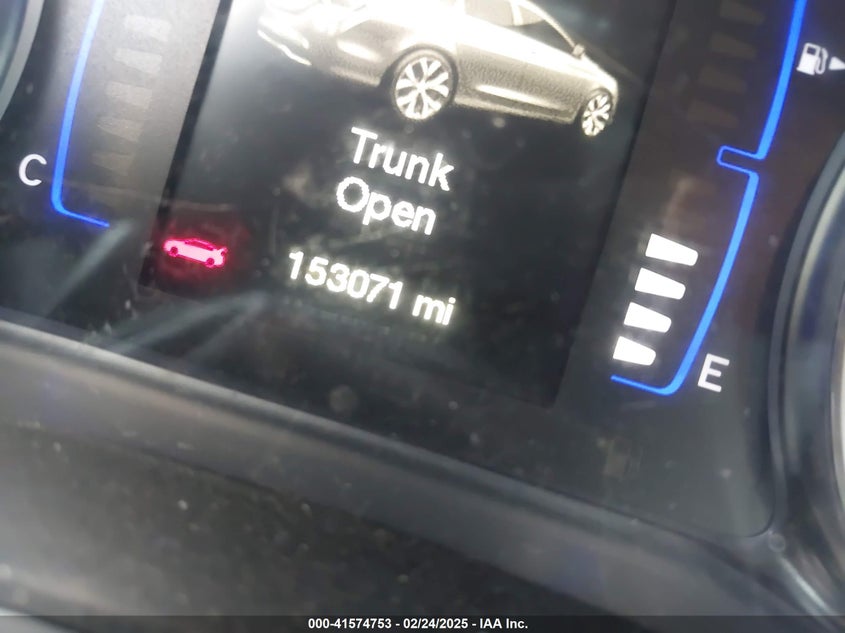 Trunk
Open
C
153071 mi
E
000-41574753 - 02/24/2025 - IAA Inc.